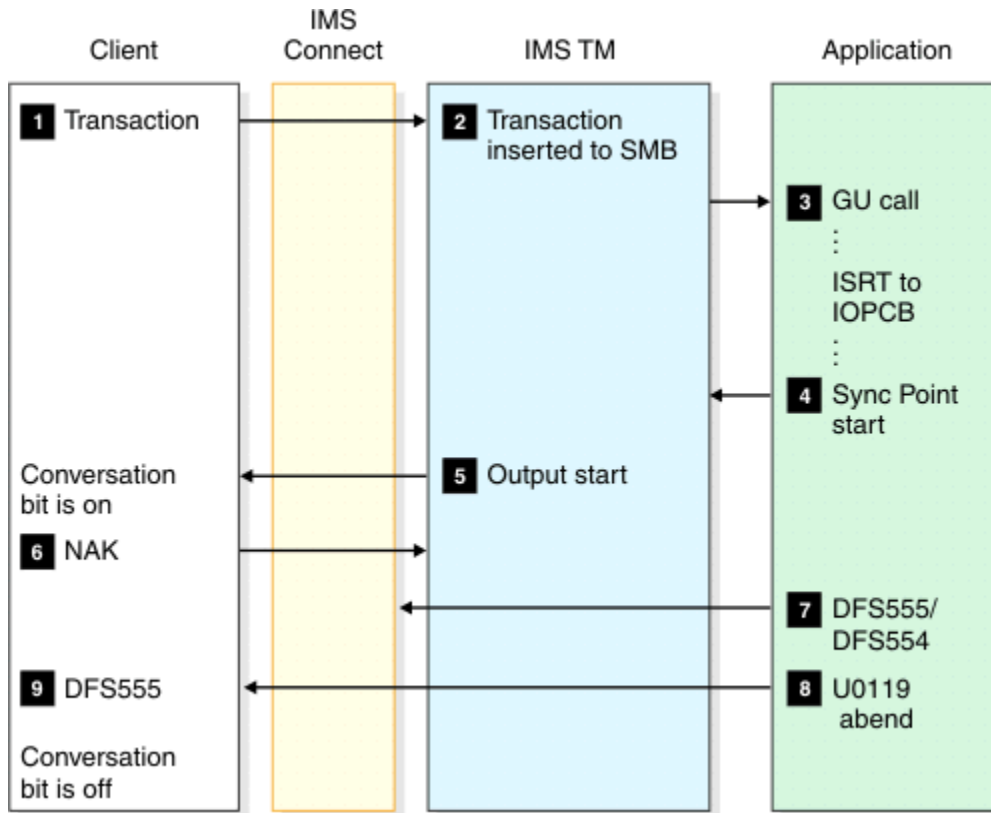 Client
IMS
Connect
IMS TM
Application
1 Transaction
2 Transaction
inserted to SMB
3 GU call
⋮
ISRT to
IOPCB
⋮
4 Sync Point
start
Conversation
bit is on
5 Output start
6 NAK
7 DFS555/
DFS554
9 DFS555
8 U0119
abend
Conversation
bit is off